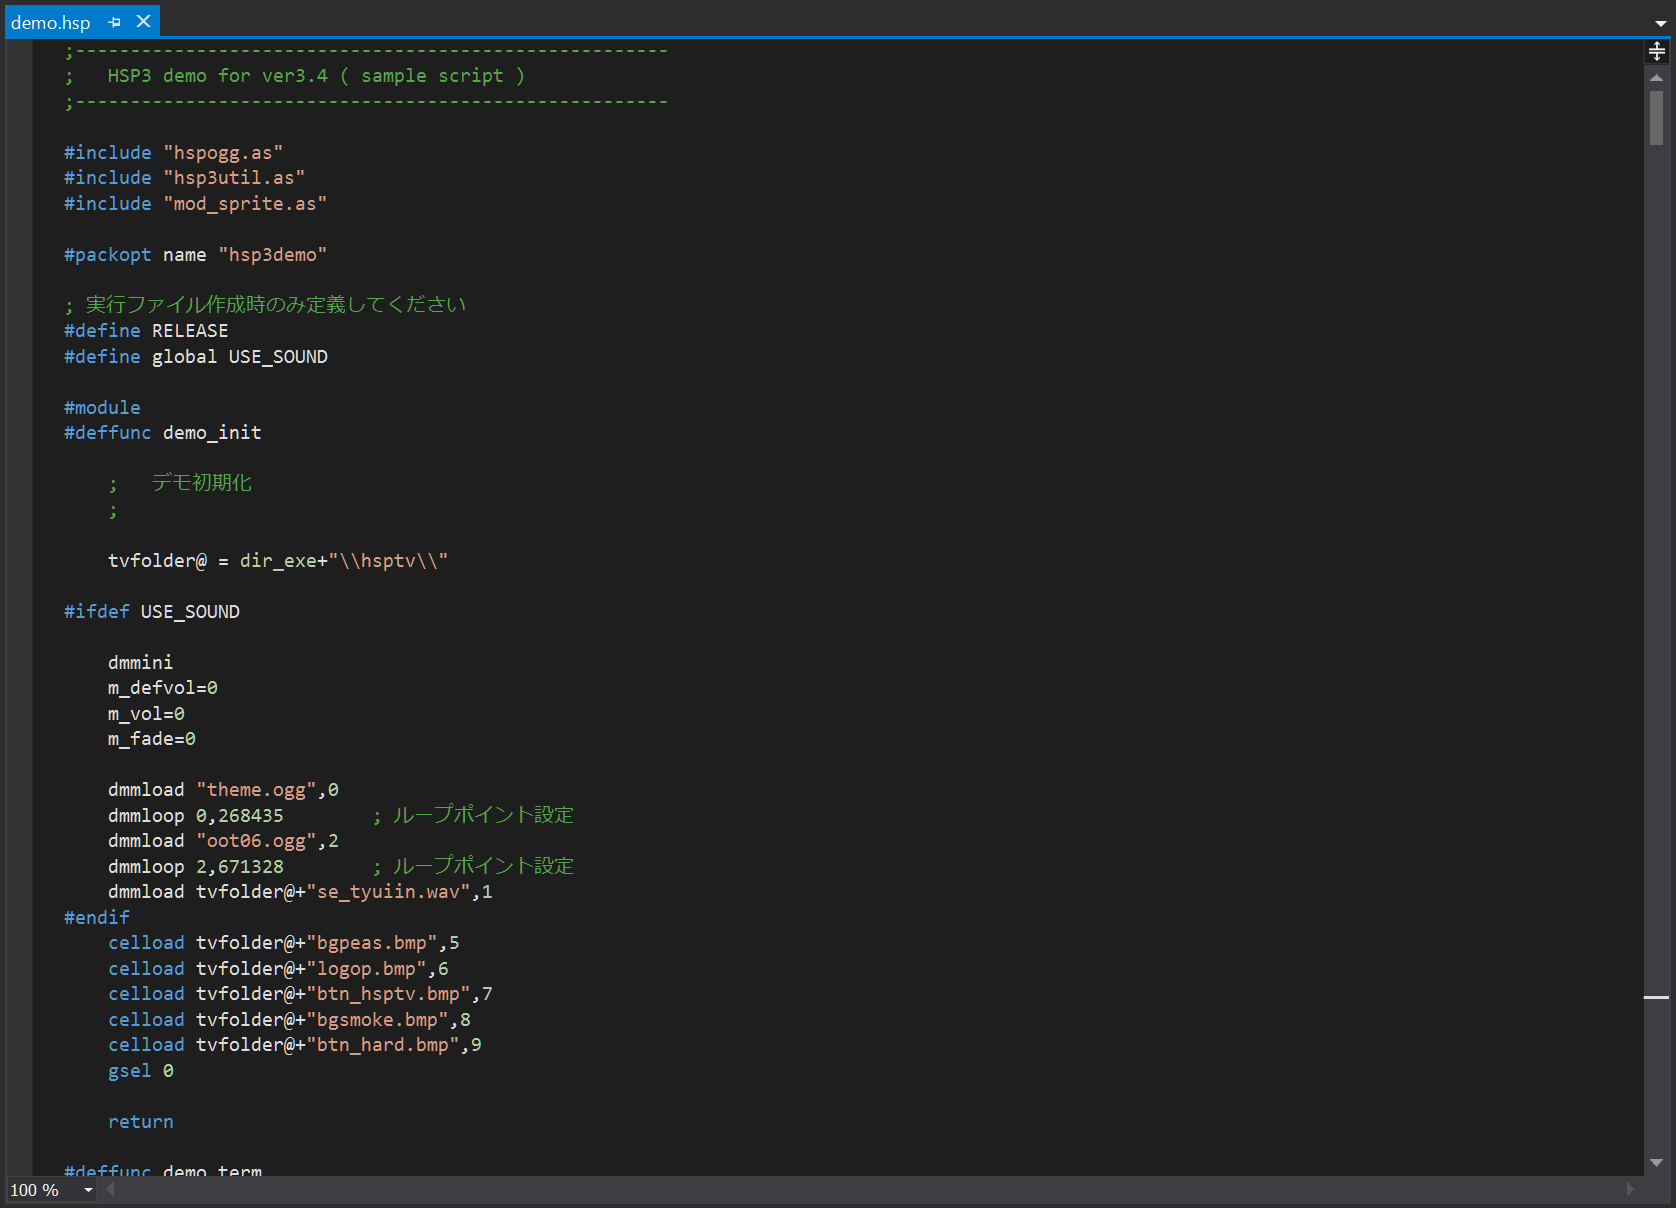 demo.hsp
;------------------------------------------------------
;   HSP3 demo for ver3.4 ( sample script )
;------------------------------------------------------
#include "hspogg.as"
#include "hsp3util.as"
#include "mod_sprite.as"
#packopt name "hsp3demo"
; 実行ファイル作成時のみ定義してください
#define RELEASE
#define global USE_SOUND
#module
#deffunc demo_init
;   デモ初期化
;
tvfolder@ = dir_exe+"\\hsptv\\"
#ifdef USE_SOUND
dmmini
m_defvol=0
m_vol=0
m_fade=0
dmmload "theme.ogg",0
dmmloop 0,268435        ; ループポイント設定
dmmload "oot06.ogg",2
dmmloop 2,671328        ; ループポイント設定
dmmload tvfolder@+"se_tyuiin.wav",1
#endif
celload tvfolder@+"bgpeas.bmp",5
celload tvfolder@+"logop.bmp",6
celload tvfolder@+"btn_hsptv.bmp",7
celload tvfolder@+"bgsmoke.bmp",8
celload tvfolder@+"btn_hard.bmp",9
gsel 0
return
#deffunc demo_term
100 %